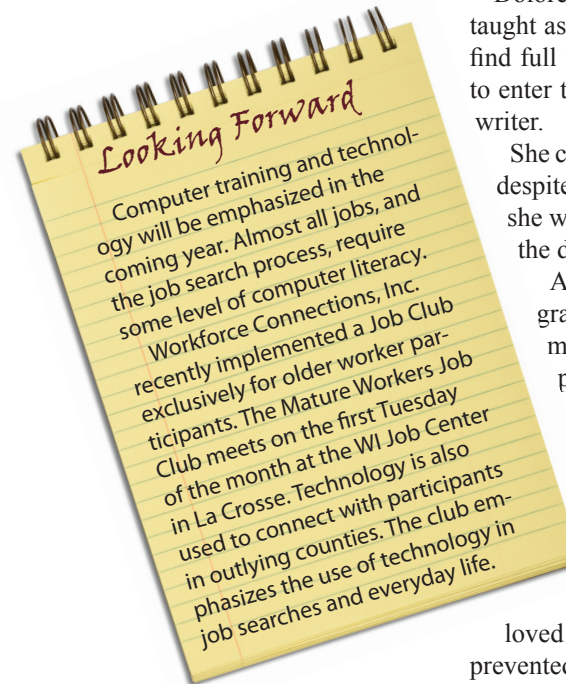 Looking Forward
Computer training and technol-
ogy will be emphasized in the
coming year. Almost all jobs, and
the job search process, require
some level of computer literacy.
Workforce Connections, Inc.
recently implemented a Job Club
exclusively for older worker par-
ticipants. The Mature Workers Job
Club meets on the first Tuesday
of the month at the WI Job Center
in La Crosse. Technology is also
used to connect with participants
in outlying counties. The club em-
phasizes the use of technology in
job searches and everyday life.
taught as
find full
to enter t
writer.
She c
despite
she w
the d
A
gra
m
p
loved
prevented